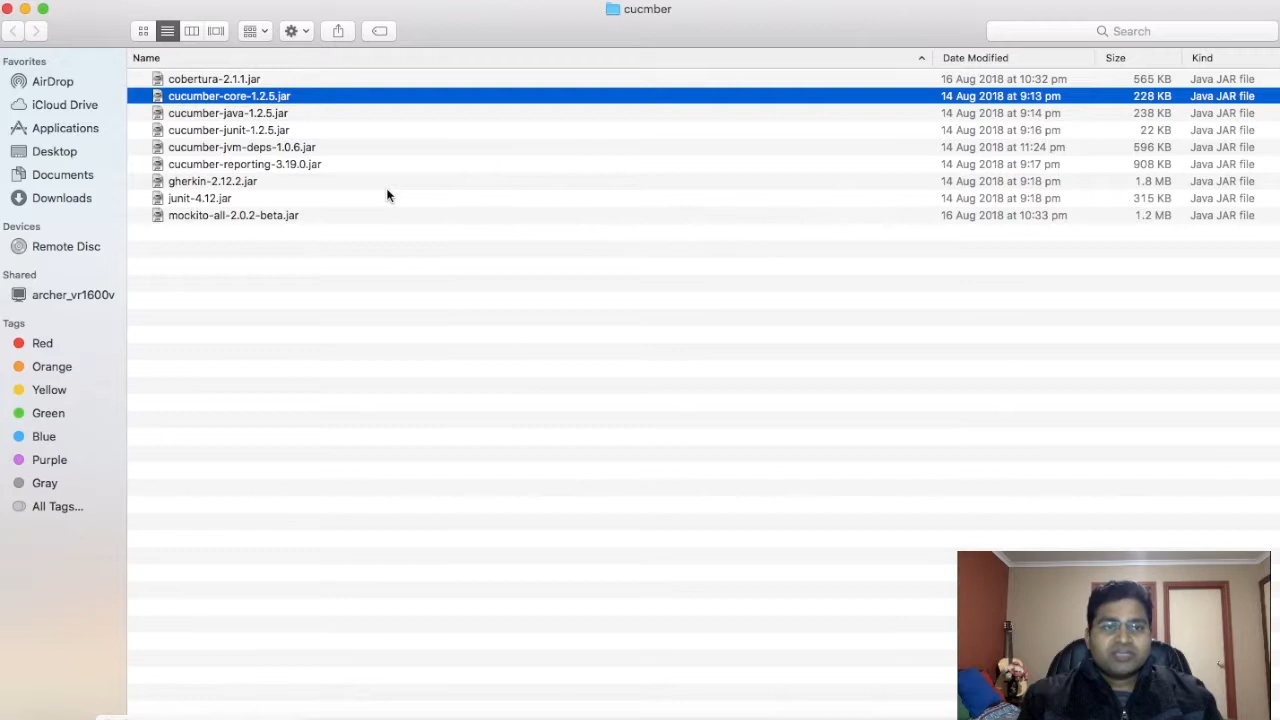 cucmber
Search
Favorites
AirDrop
iCloud Drive
Applications
Desktop
Documents
Downloads
Devices
Remote Disc
Shared
archer_vr1600v
Tags
Red
Orange
Yellow
Green
Blue
Purple
Gray
All Tags...
Name Date Modified Size Kind
cobertura-2.1.1.jar 16 Aug 2018 at 10:32 pm 565 KB Java JAR file
cucumber-core-1.2.5.jar 14 Aug 2018 at 9:13 pm 228 KB Java JAR file
cucumber-java-1.2.5.jar 14 Aug 2018 at 9:14 pm 238 KB Java JAR file
cucumber-junit-1.2.5.jar 14 Aug 2018 at 9:16 pm 22 KB Java JAR file
cucumber-jvm-deps-1.0.6.jar 14 Aug 2018 at 11:24 pm 596 KB Java JAR file
cucumber-reporting-3.19.0.jar 14 Aug 2018 at 9:17 pm 908 KB Java JAR file
gherkin-2.12.2.jar 14 Aug 2018 at 9:18 pm 1.8 MB Java JAR file
junit-4.12.jar 14 Aug 2018 at 9:18 pm 315 KB Java JAR file
mockito-all-2.0.2-beta.jar 16 Aug 2018 at 10:33 pm 1.2 MB Java JAR file